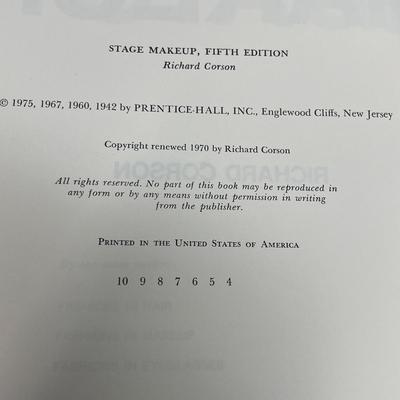 STAGE MAKEUP, FIFTH EDITION
Richard Corson
© 1975, 1967, 1960, 1942 by PRENTICE-HALL, INC., Englewood Cliffs, New Jersey
Copyright renewed 1970 by Richard Corson
All rights reserved. No part of this book may be reproduced in
any form or by any means without permission in writing
from the publisher.
PRINTED IN THE UNITED STATES OF AMERICA
10 9 8 7 6 5 4